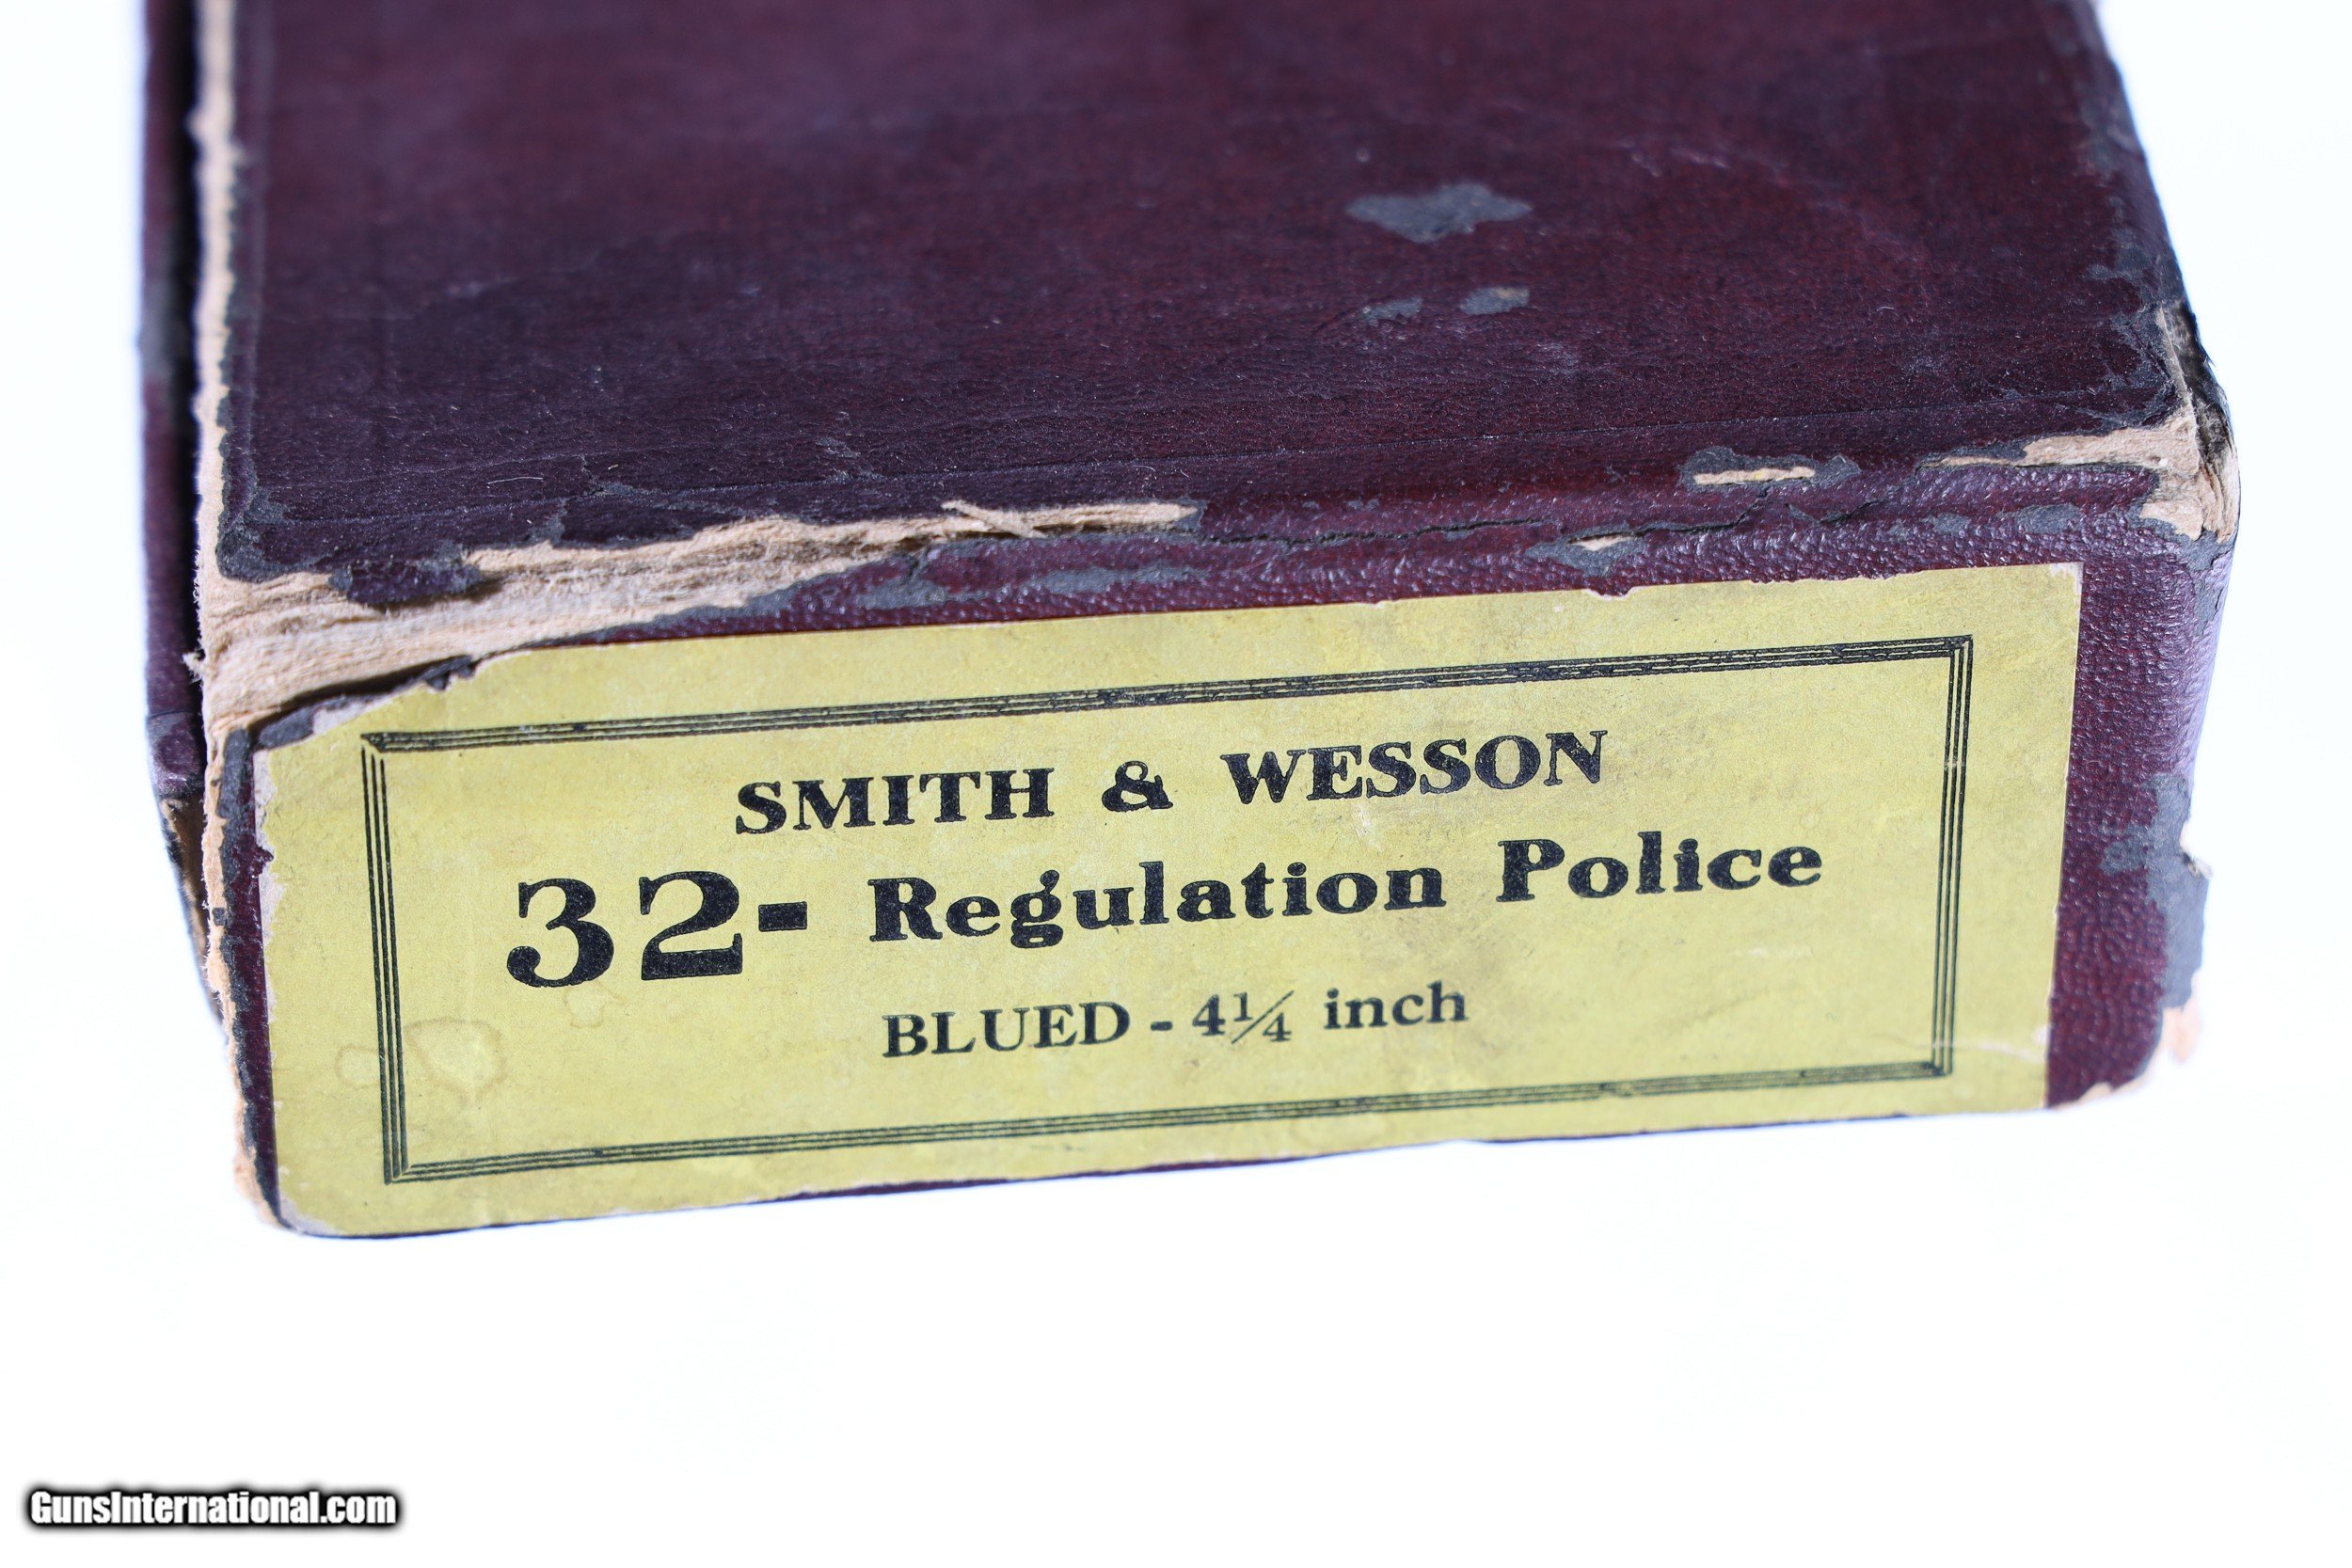 SMITH & WESSON
32- Regulation Police
BLUED - 4¼ inch
GunsInternational.com